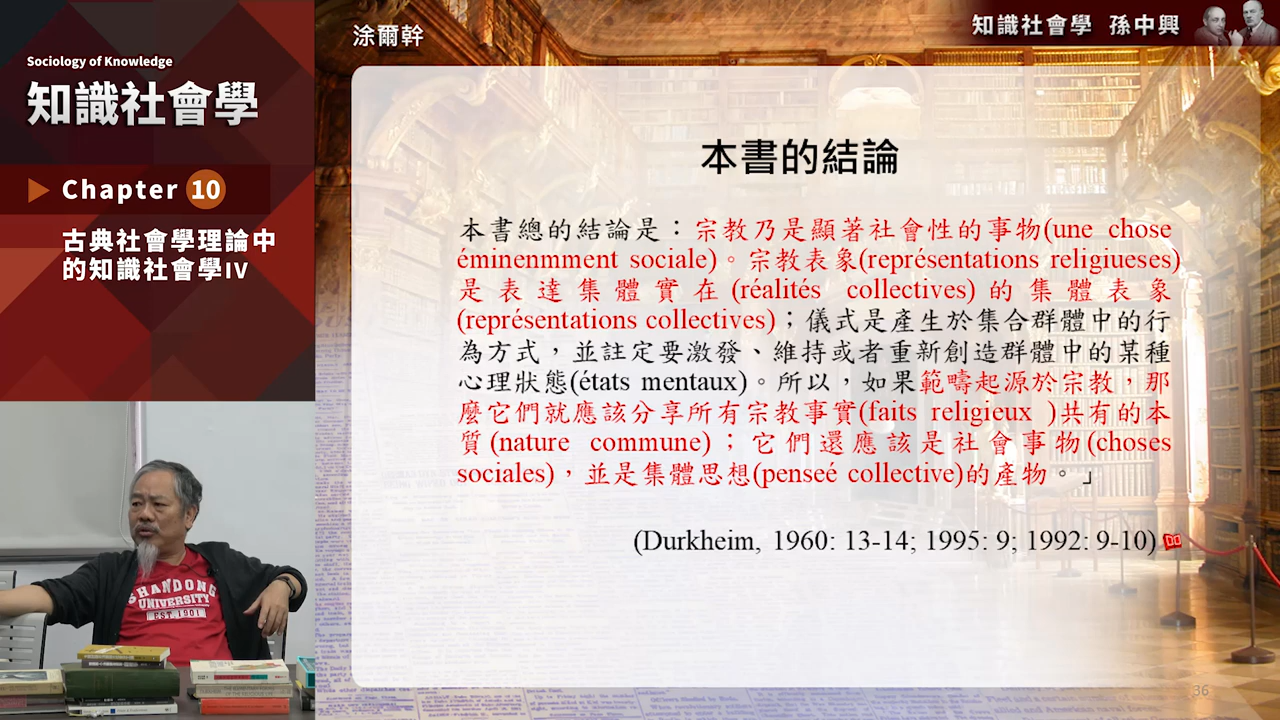 Sociology of Knowledge
知識社會學
Chapter 10
古典社會學理論中
的知識社會學IV
涂爾幹
知識社會學 孫中興
本書的結論
本書總的結論是：宗教乃是顯著社會性的事物(une chose
éminenmment sociale)。宗教表象(représentations religiueses)
是表達集體實在(réalités collectives)的集體表象
(représentations collectives)；儀式是產生於集合群體中的行
為方式，並註定要激發、維持或者重新創造群體中的某種
心理狀態(états mentaux)。所以，如果範疇起源於宗教，那
麼它們就應該分享所有宗教事實(faits religieux )共有的本
質(nature commune)；它們還應該是社會事物(choses
sociales)，並是集體思想(penseé collective)的產物。」
(Durkheim, 1960: 13-14; 1995: 9; 1992: 9-10)
36
SHANDONG
UNIVERSITY
EST.1901